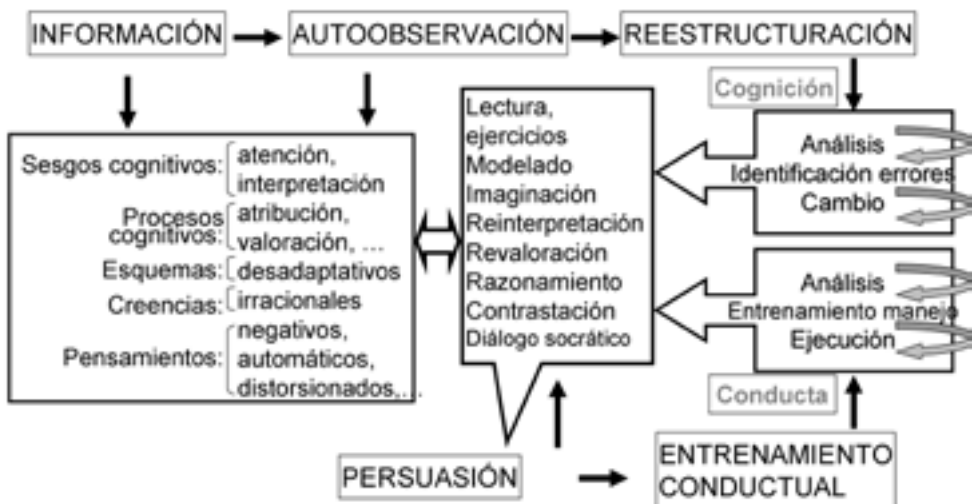 INFORMACIÓN
AUTOOBSERVACIÓN
REESTRUCTURACIÓN
Sesgos cognitivos:
atención,
interpretación
Procesos
cognitivos:
atribución,
valoración, ...
Esquemas:
desadaptativos
Creencias:
irracionales
Pensamientos:
negativos,
automáticos,
distorsionados,...
Lectura,
ejercicios
Modelado
Imaginación
Reinterpretación
Revaloración
Razonamiento
Contrastación
Diálogo socrático
Cognición
Análisis
Identificación errores
Cambio
Análisis
Entrenamiento manejo
Ejecución
Conducta
PERSUASIÓN
ENTRENAMIENTO
CONDUCTUAL